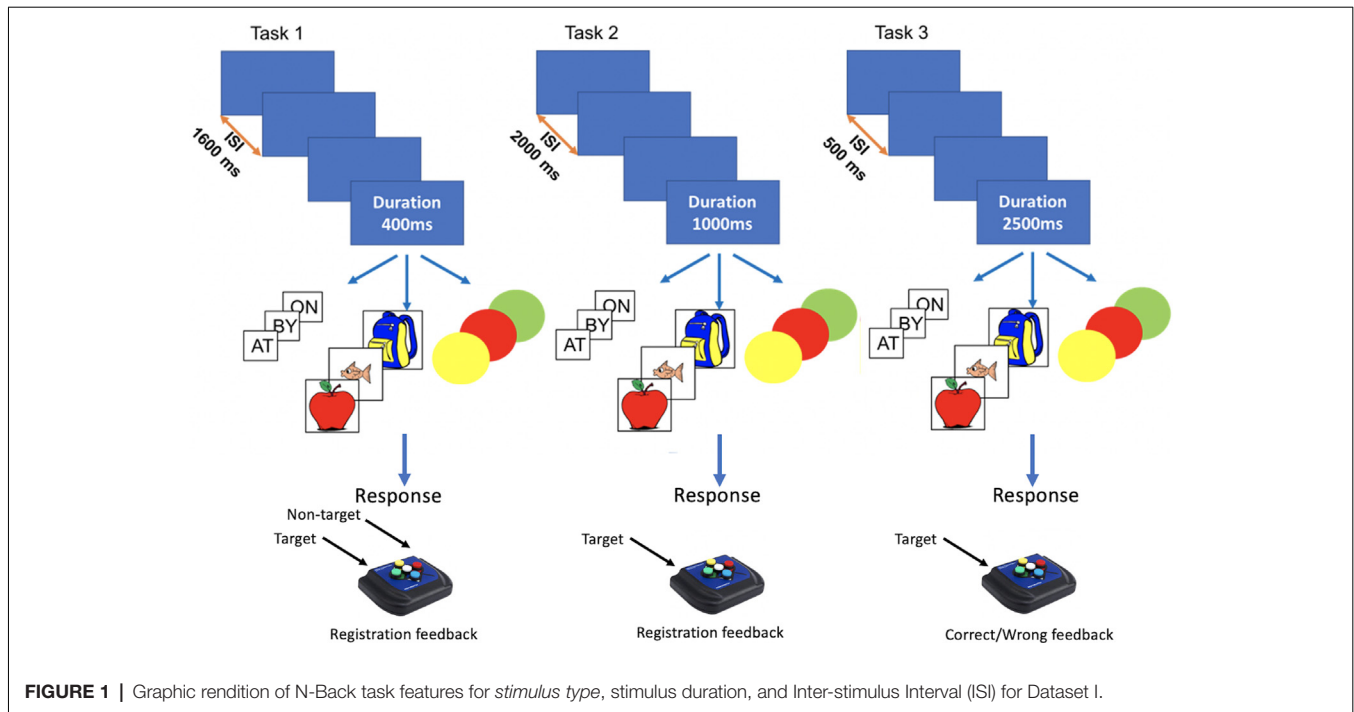 Task 1
Task 2
Task 3
ISI
1600 ms
ISI
2000 ms
ISI
500 ms
Duration
400ms
Duration
1000ms
Duration
2500ms
ON
BY
AT
ON
BY
AT
ON
BY
AT
Response
Response
Response
Non-target
Target
Target
Target
Registration feedback
Registration feedback
Correct/Wrong feedback
FIGURE 1 | Graphic rendition of N-Back task features for stimulus type, stimulus duration, and Inter-stimulus Interval (ISI) for Dataset I.